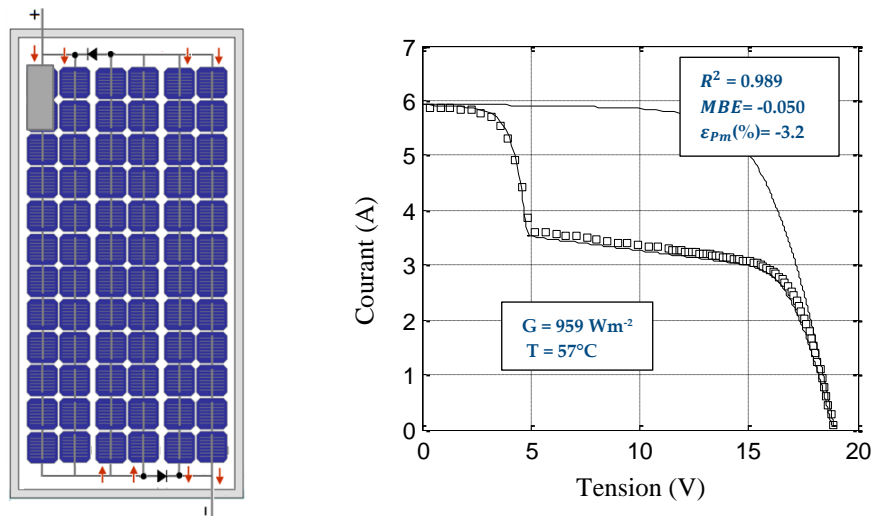 +
–
7
6
5
4
3
2
1
0
Courant (A)
R² = 0.989
MBE= -0.050
εPm(%)= -3.2
G = 959 Wm⁻²
T = 57°C
0 5 10 15 20
Tension (V)